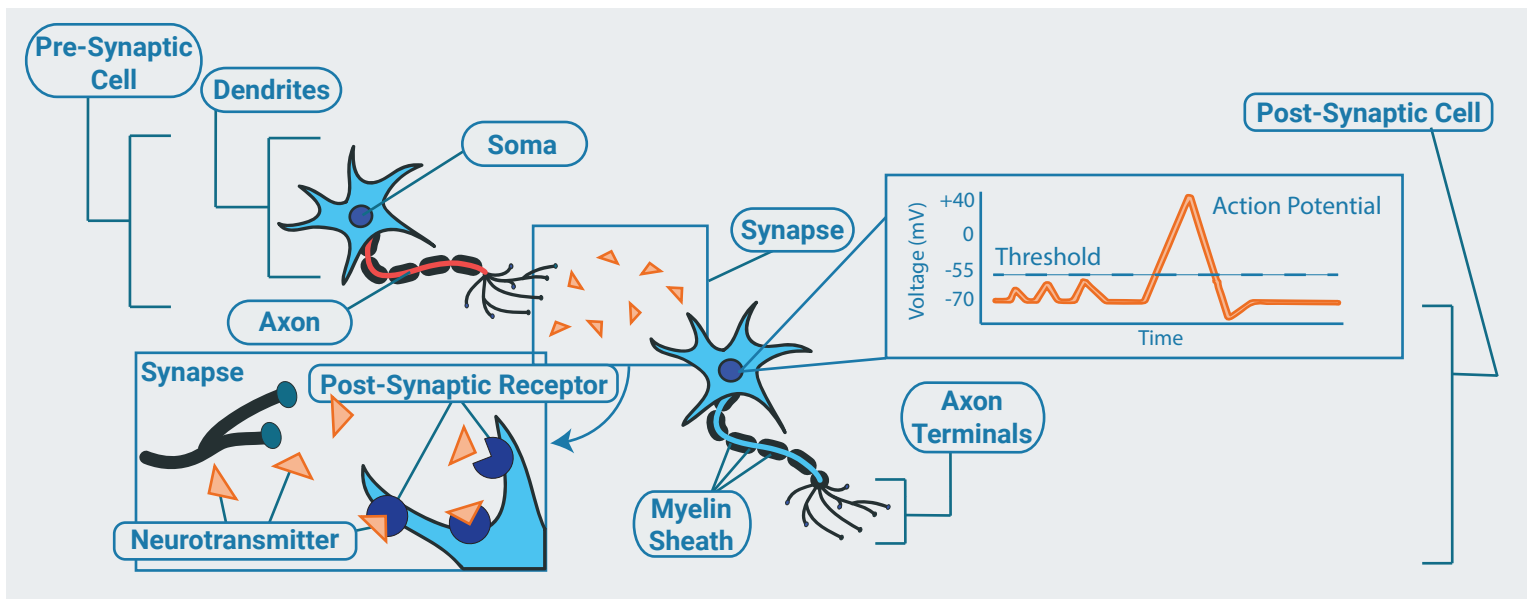 Pre-Synaptic
Cell
Dendrites
Soma
Post-Synaptic Cell
+40
0
-55
-70
Voltage (mV)
Action Potential
Threshold
Time
Synapse
Axon
Synapse
Post-Synaptic Receptor
Axon
Terminals
Myelin
Sheath
Neurotransmitter